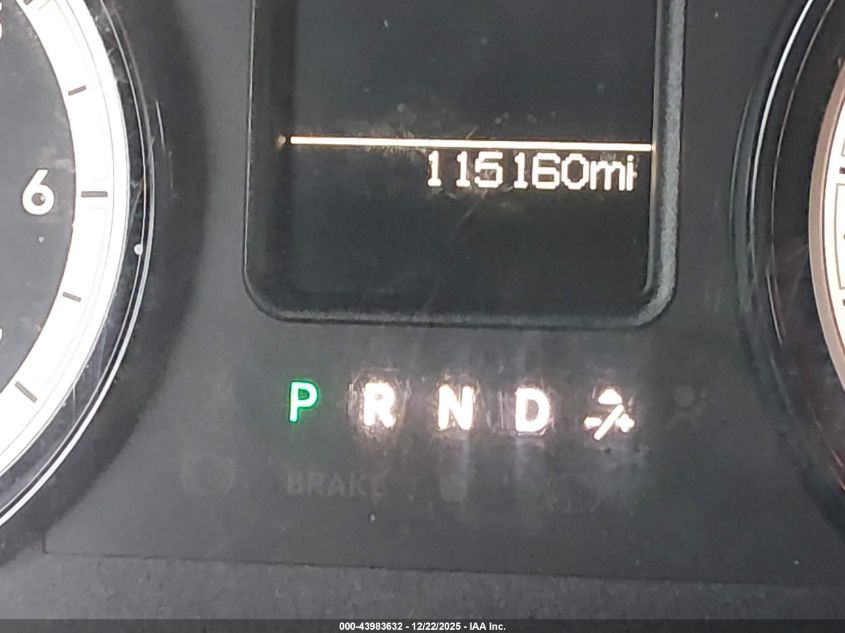 6
115160mi
P R N D -/+
BRAKE
000-43983632 - 12/22/2025 - IAA Inc.